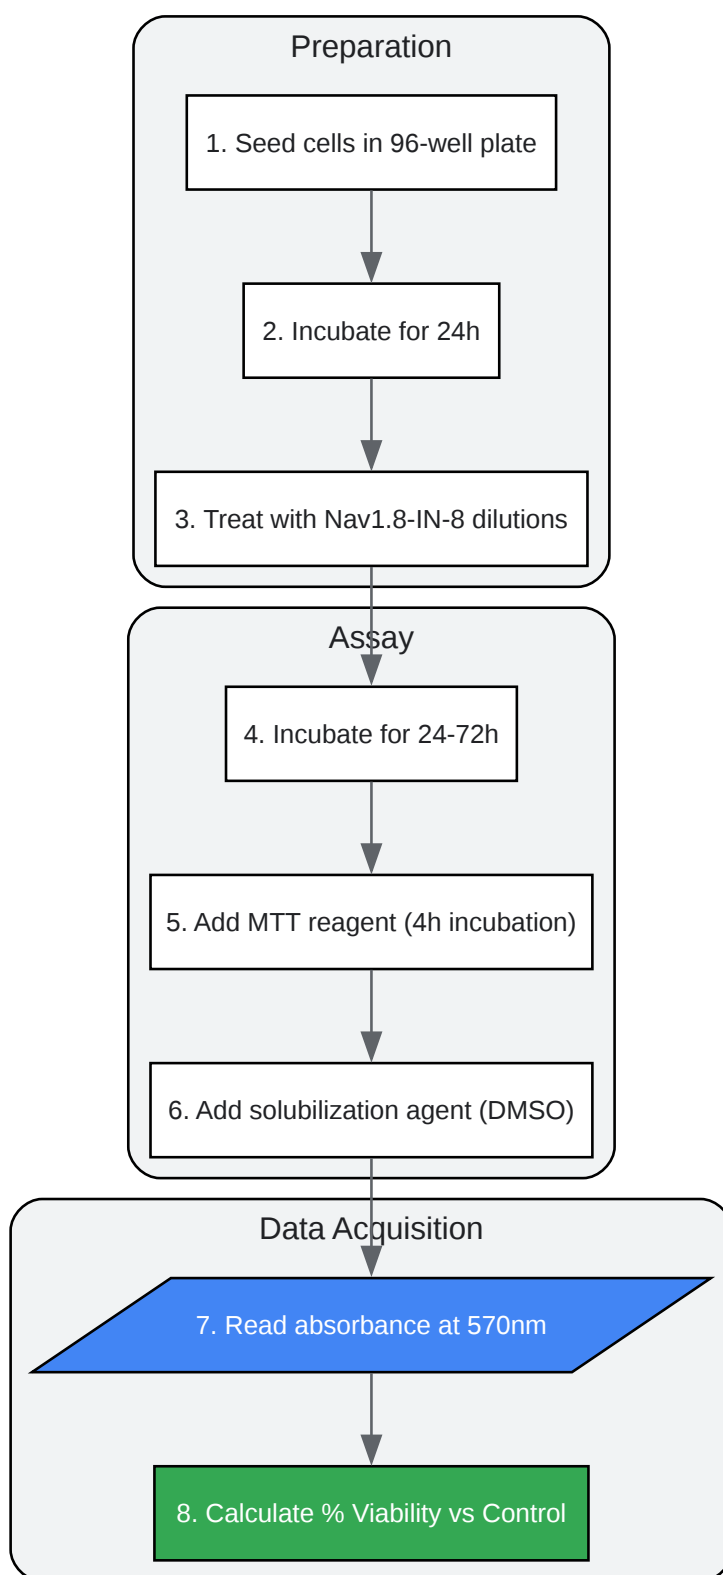 Preparation
1. Seed cells in 96-well plate
2. Incubate for 24h
3. Treat with Nav1.8-IN-8 dilutions
Assay
4. Incubate for 24-72h
5. Add MTT reagent (4h incubation)
6. Add solubilization agent (DMSO)
Data Acquisition
7. Read absorbance at 570nm
8. Calculate % Viability vs Control